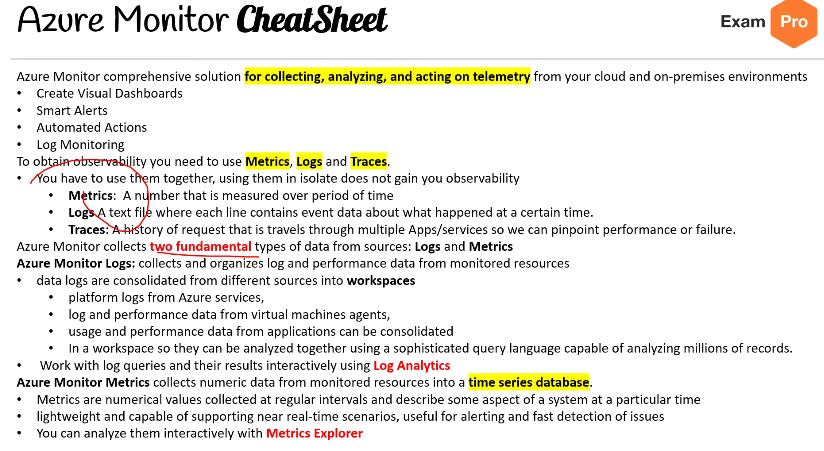 Azure Monitor CheatSheet
Exam Pro
Azure Monitor comprehensive solution for collecting, analyzing, and acting on telemetry from your cloud and on-premises environments
• Create Visual Dashboards
• Smart Alerts
• Automated Actions
• Log Monitoring
To obtain observability you need to use Metrics, Logs and Traces.
• You have to use them together, using them in isolate does not gain you observability
• Metrics: A number that is measured over period of time
• Logs A text file where each line contains event data about what happened at a certain time.
• Traces: A history of request that is travels through multiple Apps/services so we can pinpoint performance or failure.
Azure Monitor collects two fundamental types of data from sources: Logs and Metrics
Azure Monitor Logs: collects and organizes log and performance data from monitored resources
• data logs are consolidated from different sources into workspaces
• platform logs from Azure services,
• log and performance data from virtual machines agents,
• usage and performance data from applications can be consolidated
• In a workspace so they can be analyzed together using a sophisticated query language capable of analyzing millions of records.
• Work with log queries and their results interactively using Log Analytics
Azure Monitor Metrics collects numeric data from monitored resources into a time series database.
• Metrics are numerical values collected at regular intervals and describe some aspect of a system at a particular time
• lightweight and capable of supporting near real-time scenarios, useful for alerting and fast detection of issues
• You can analyze them interactively with Metrics Explorer